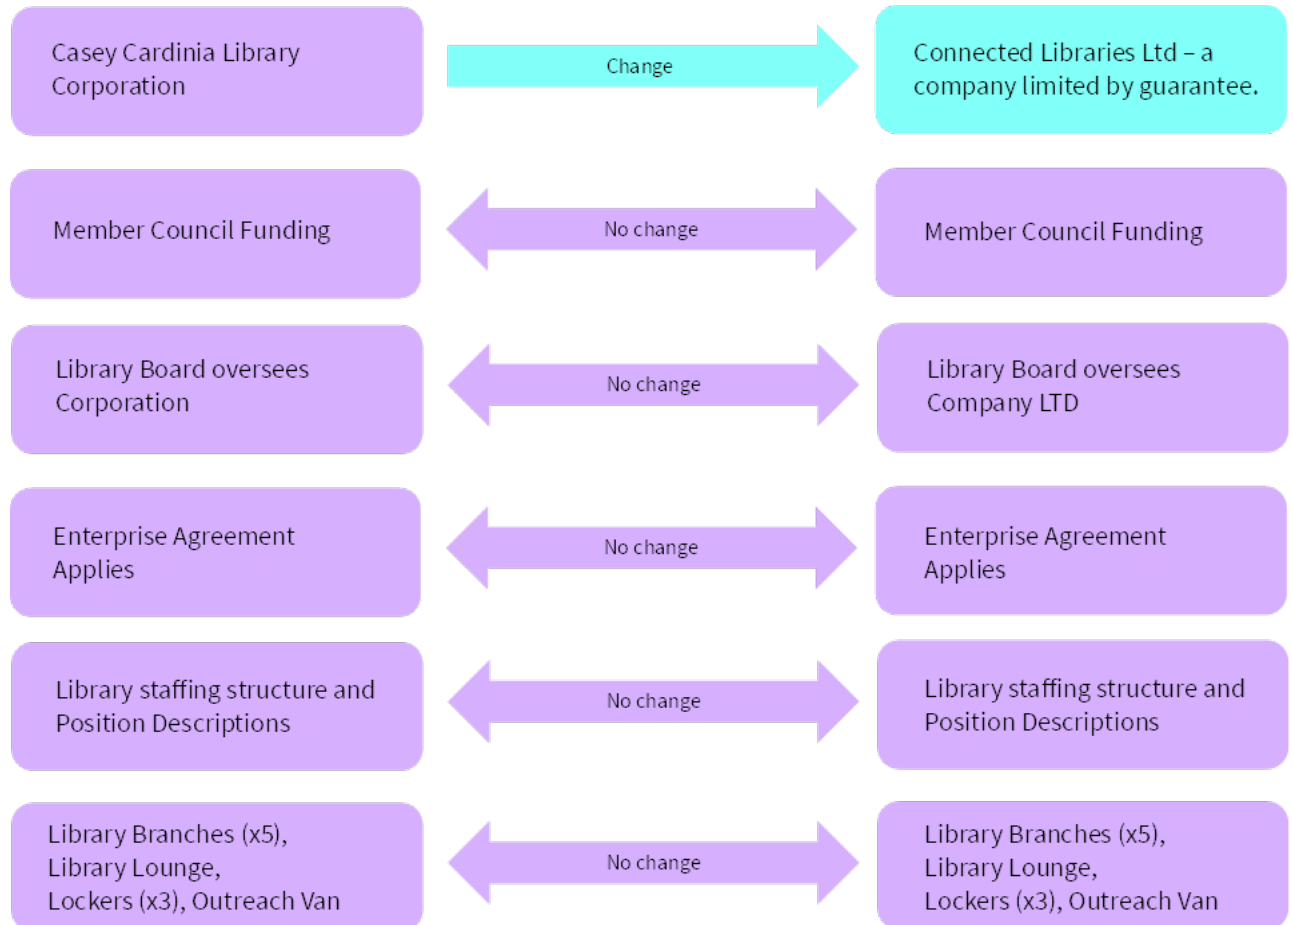 Casey Cardinia Library
Corporation
Change
Connected Libraries Ltd – a
company limited by guarantee.
Member Council Funding
No change
Member Council Funding
Library Board oversees
Corporation
No change
Library Board oversees
Company LTD
Enterprise Agreement
Applies
No change
Enterprise Agreement
Applies
Library staffing structure and
Position Descriptions
No change
Library staffing structure and
Position Descriptions
Library Branches (x5),
Library Lounge,
Lockers (x3), Outreach Van
No change
Library Branches (x5),
Library Lounge,
Lockers (x3), Outreach Van